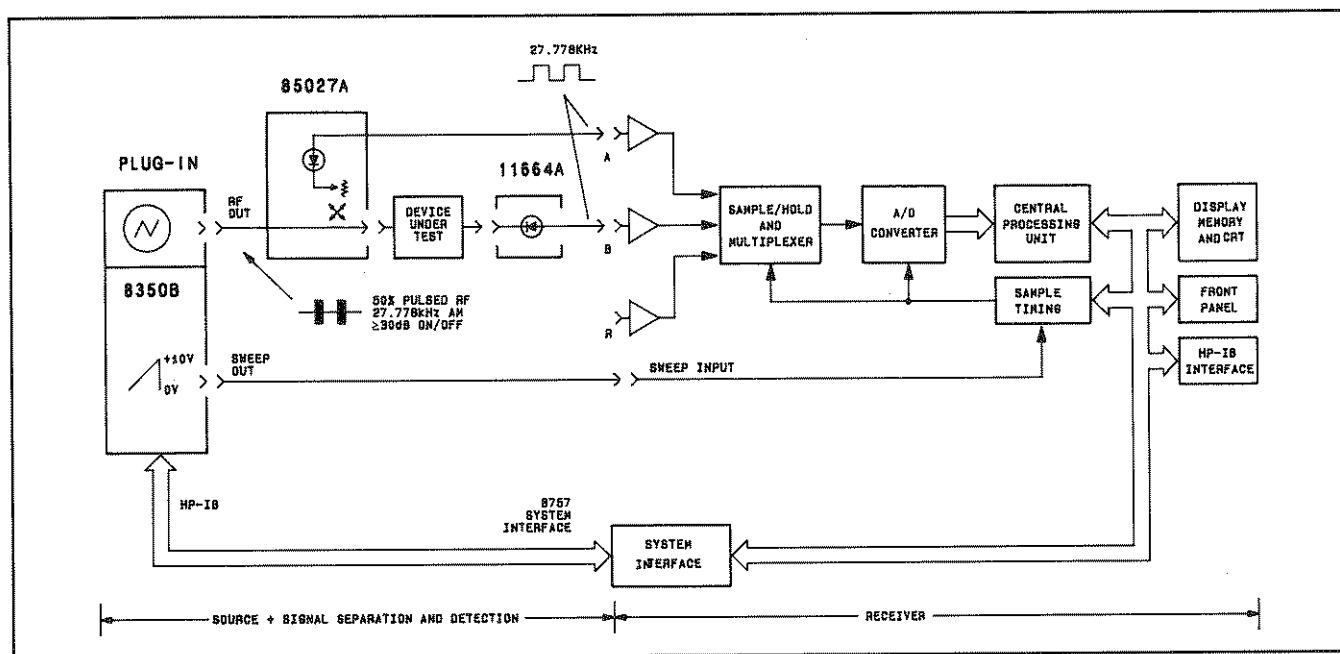 27.778KHz
85027A
PLUG-IN
11664A
A
RF
OUT
DEVICE
UNDER
TEST
B
SAMPLE/HOLD
AND
MULTIPLEXER
A/D
CONVERTER
CENTRAL
PROCESSING
UNIT
DISPLAY
MEMORY
AND CRT
8350B
50% PULSED RF
27.778kHz AM
≥30dB ON/OFF
R
SAMPLE
TIMING
FRONT
PANEL
+10V
0V
SWEEP
OUT
SWEEP INPUT
HP-IB
INTERFACE
HP-IB
8757
SYSTEM
INTERFACE
SYSTEM
INTERFACE
SOURCE + SIGNAL SEPARATION AND DETECTION
RECEIVER